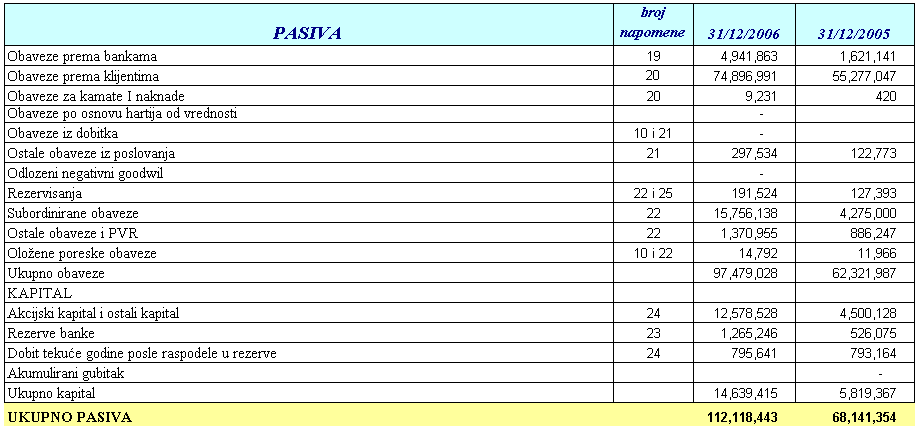 PASIVA broj napomene 31/12/2006 31/12/2005
Obaveze prema bankama 19 4,941,863 1,621,141
Obaveze prema klijentima 20 74,896,991 55,277,047
Obaveze za kamate I naknade 20 9,231 420
Obaveze po osnovu hartija od vrednosti -
Obaveze iz dobitka 10 i 21 -
Ostale obaveze iz poslovanja 21 297,534 122,773
Odlozeni negativni goodwil -
Rezervisanja 22 i 25 191,524 127,393
Subordinirane obaveze 22 15,756,138 4,275,000
Ostale obaveze i PVR 22 1,370,955 886,247
Oložene poreske obaveze 10 i 22 14,792 11,966
Ukupno obaveze 97,479,028 62,321,987
KAPITAL
Akcijski kapital i ostali kapital 24 12,578,528 4,500,128
Rezerve banke 23 1,265,246 526,075
Dobit tekuće godine posle raspodele u rezerve 24 795,641 793,164
Akumulirani gubitak -
Ukupno kapital 14,639,415 5,819,367
UKUPNO PASIVA 112,118,443 68,141,354